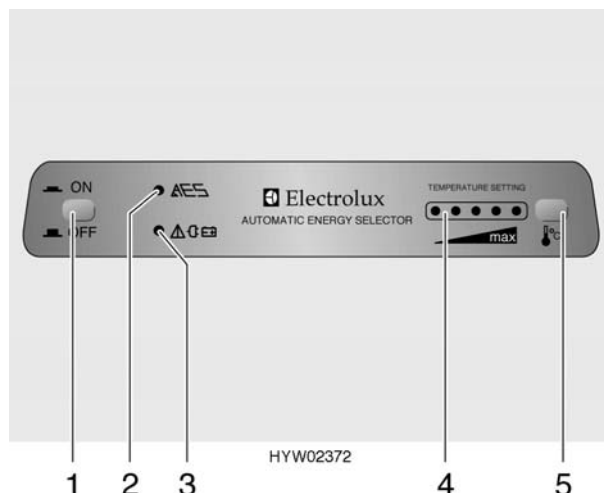 ON
AES
Electrolux
TEMPERATURE SETTING
AUTOMATIC ENERGY SELECTOR
OFF
max
°C
HYW02372
1 2 3 4 5